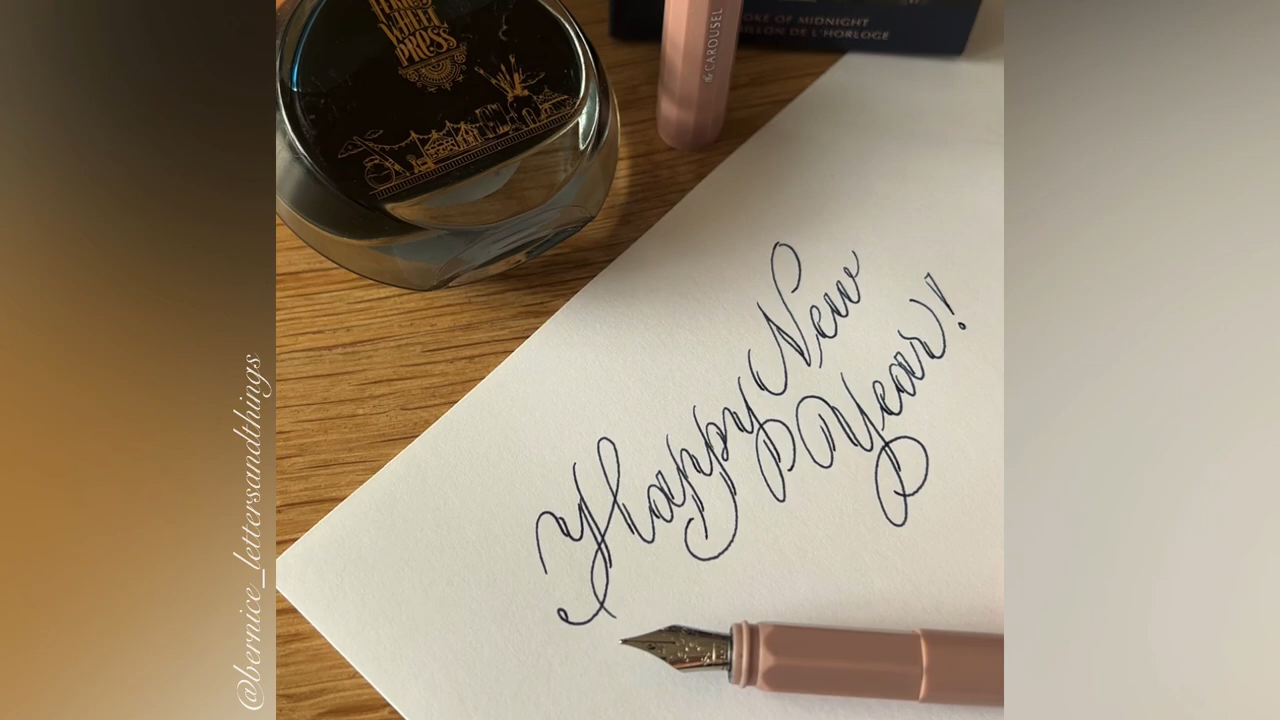 FERRIS
WHEEL
PRESS
CAROUSEL
OKE OF MIDNIGHT
ILLON DE L'HORLOGE
Happy New
Year!
@bernice_lettersandthings